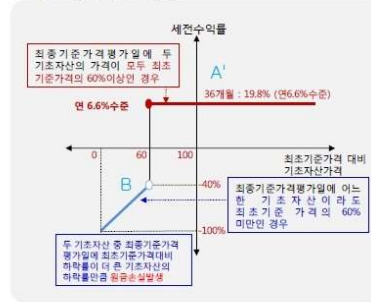 세전수익률
최종기준가격평가일에 두
기초자산의 가격이 모두 최초
기준가격의 60%이상인 경우
A'
36개월 : 19.8% (연6.6%수준)
연 6.6%수준
0 60 100
최초기준가격 대비
기초자산가격
B
-40%
최종기준가격평가일에 어느
한 기초자산이라도
최초기준 가격의 60%
미만인 경우
-100%
두 기초자산 중 최종기준가격
평가일에 최초기준가격대비
하락률이 더 큰 기초자산의
하락률만큼 원금손실발생